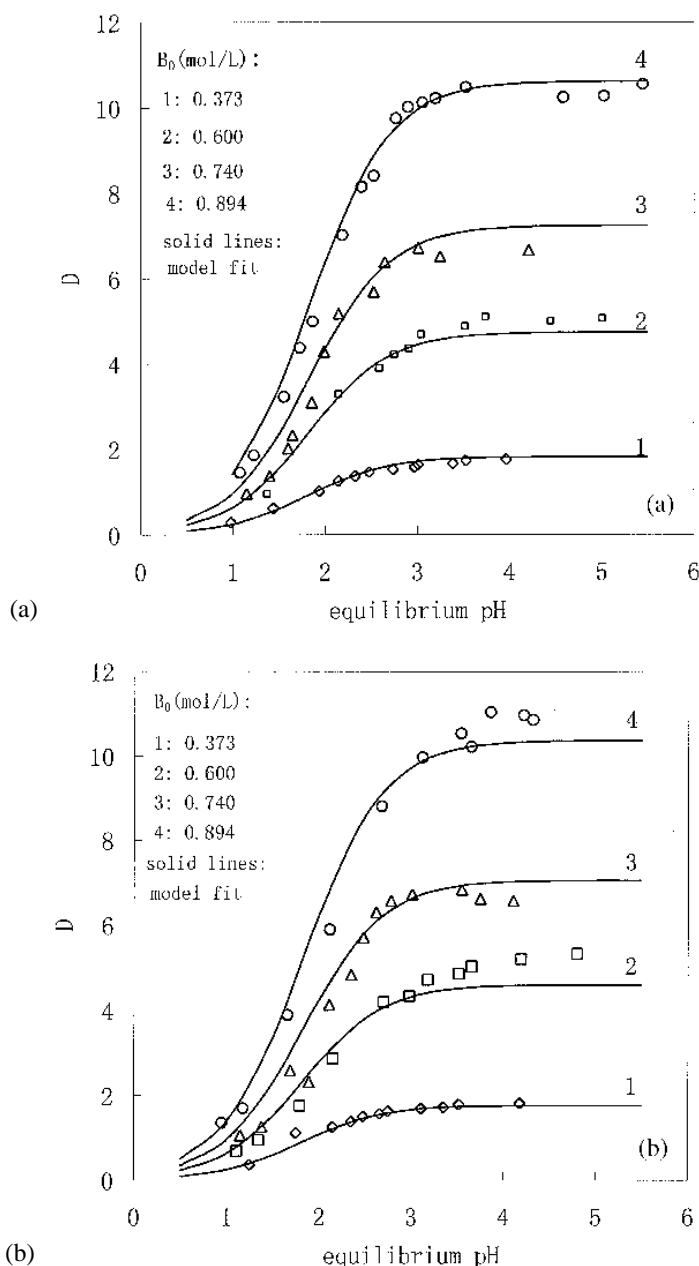 12
10
8
6
4
2
0
D
B₀(mol/L):
1: 0.373
2: 0.600
3: 0.740
4: 0.894
solid lines:
model fit
4
3
2
1
(a)
0 1 2 3 4 5 6
equilibrium pH
(a)
12
10
8
6
4
2
0
D
B₀(mol/L):
1: 0.373
2: 0.600
3: 0.740
4: 0.894
solid lines:
model fit
4
3
2
1
(b)
0 1 2 3 4 5 6
equilibrium pH
(b)